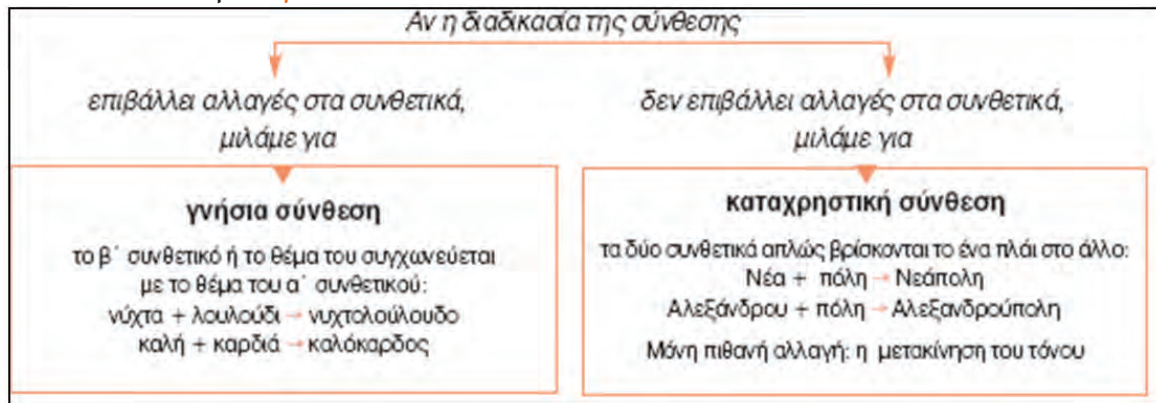 Αν η διαδικασία της σύνθεσης
επιβάλλει αλλαγές στα συνθετικά,
μιλάμε για
γνήσια σύνθεση
το β΄ συνθετικό ή το θέμα του συγχωνεύεται
με το θέμα του α΄ συνθετικού:
νύχτα + λουλούδι → νυχτολούλουδο
καλή + καρδιά → καλόκαρδος
δεν επιβάλλει αλλαγές στα συνθετικά,
μιλάμε για
καταχρηστική σύνθεση
τα δύο συνθετικά απλώς βρίσκονται το ένα πλάι στο άλλο:
Νέα + πόλη → Νεάπολη
Αλεξάνδρου + πόλη → Αλεξανδρούπολη
Μόνη πιθανή αλλαγή: η μετακίνηση του τόνου